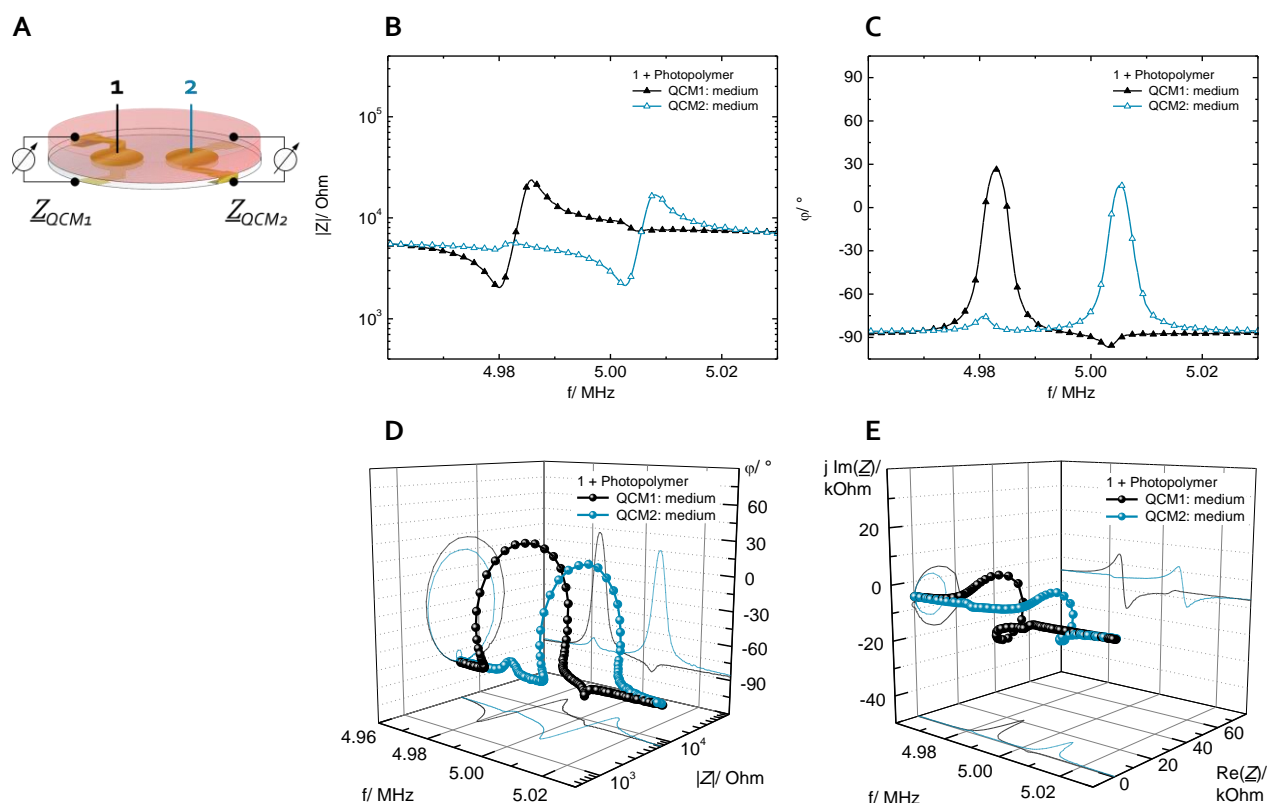 A
1
2
Z QCM1
Z QCM2
B
1 + Photopolymer
QCM1: medium
QCM2: medium
|Z|/ Ohm
10^5
10^4
10^3
4.98
5.00
5.02
f/ MHz
C
1 + Photopolymer
QCM1: medium
QCM2: medium
φ/ °
90
60
30
0
-30
-60
-90
4.98
5.00
5.02
f/ MHz
D
1 + Photopolymer
QCM1: medium
QCM2: medium
φ/ °
60
30
0
-30
-60
-90
4.96
4.98
5.00
5.02
f/ MHz
10^3
10^4
|Z|/ Ohm
E
j Im(Z)/
kOhm
1 + Photopolymer
QCM1: medium
QCM2: medium
20
0
-20
-40
4.98
5.00
5.02
f/ MHz
0
20
40
60
Re(Z)/
kOhm